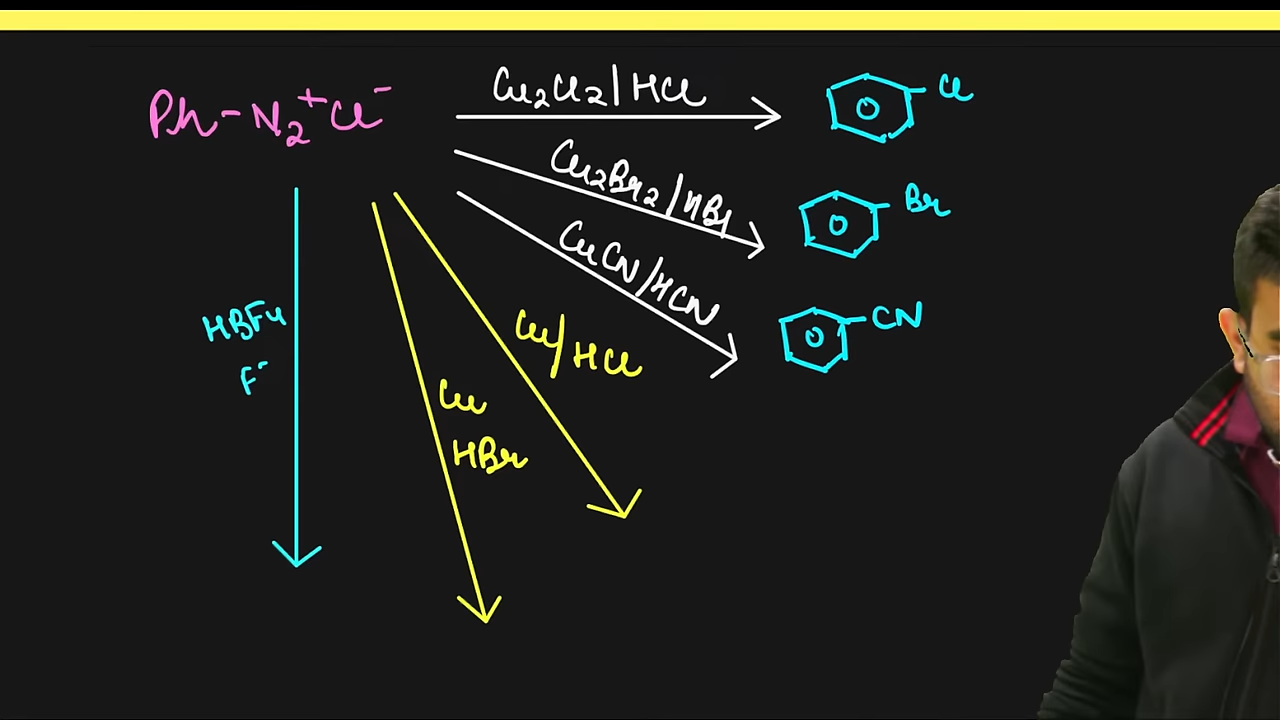 Ph-N₂⁺Cl⁻
Cu₂Cl₂/HCl
Cl
Cu₂Br₂/HBr
Br
CuCN/HCN
CN
HBF₄
F⁻
Cu/HCl
Cu
HBr